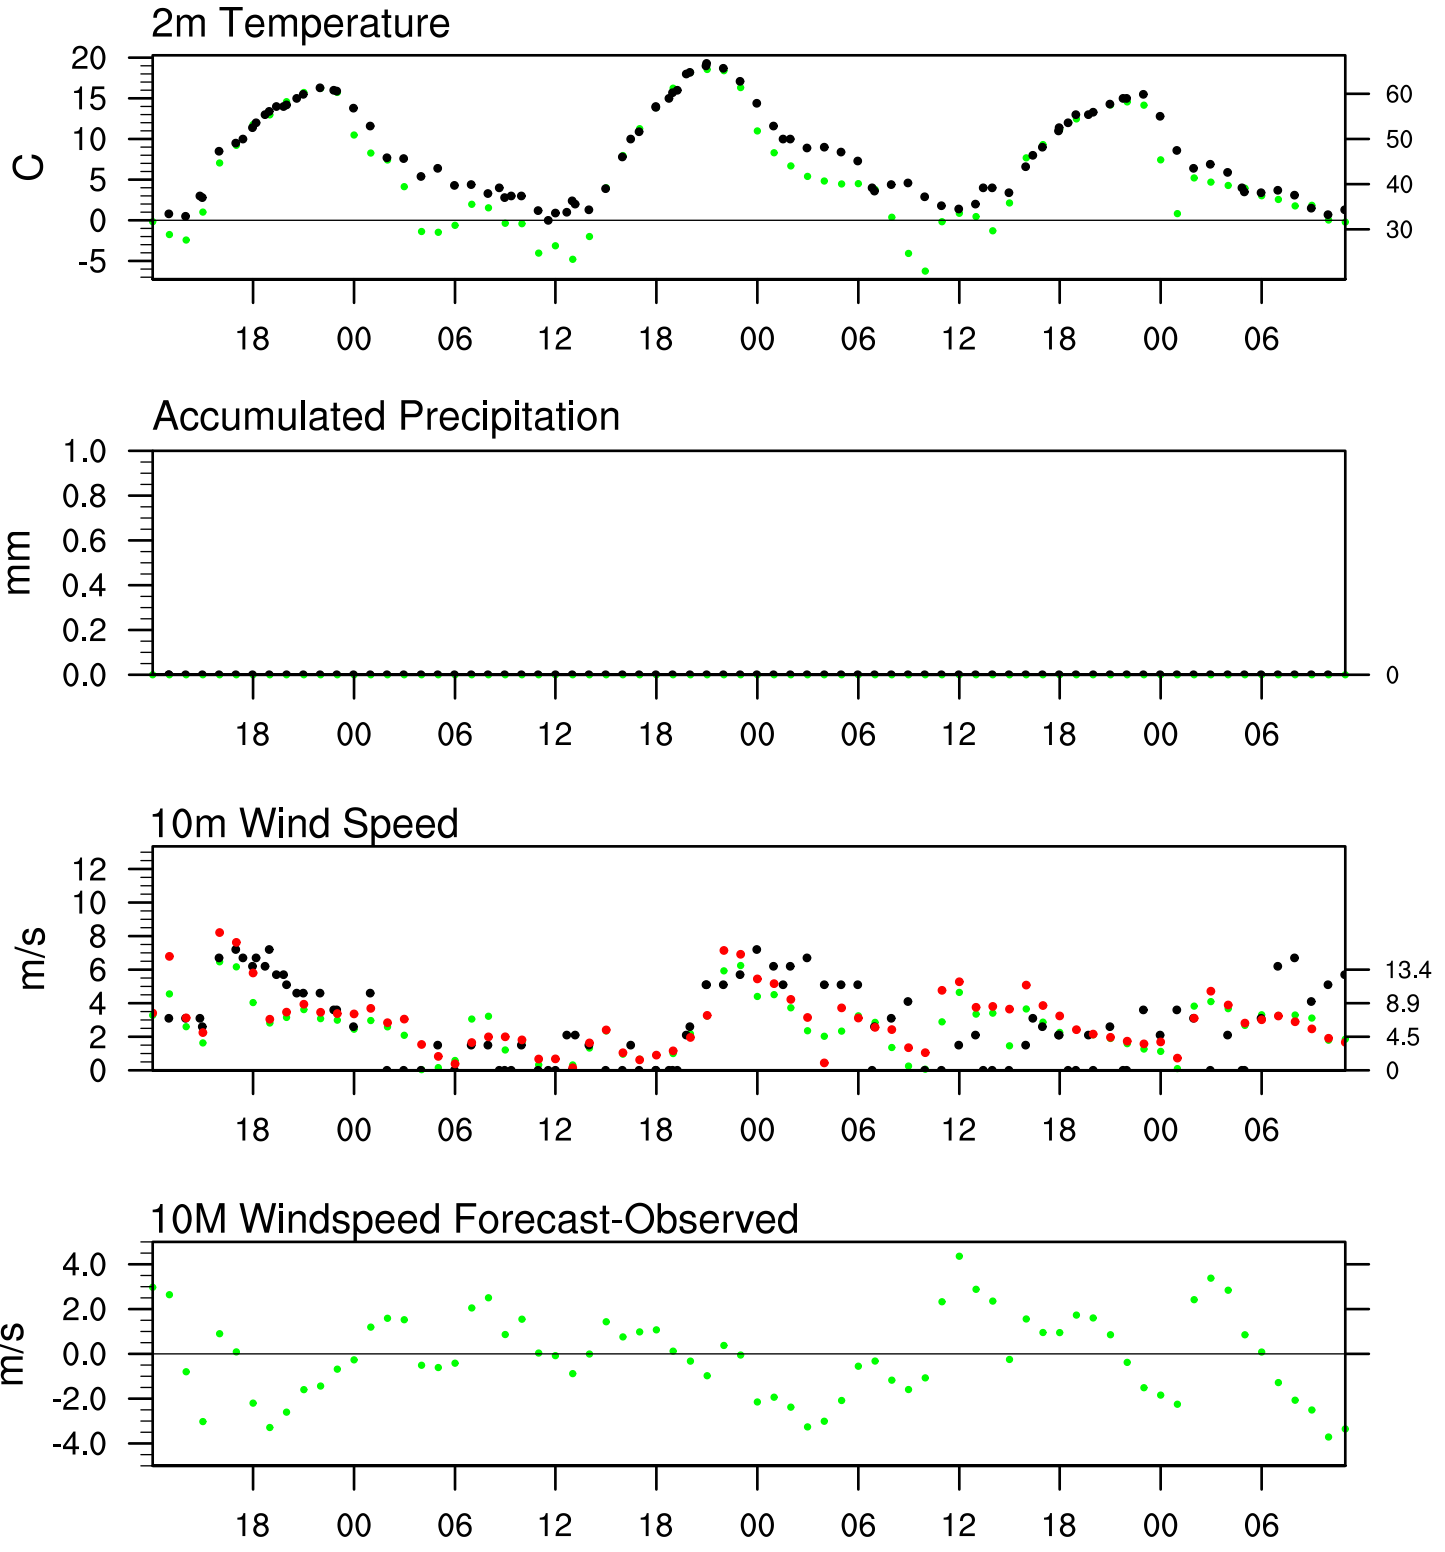 2m Temperature
20
15
10
5
0
-5
C
60
50
40
30
18 00 06 12 18 00 06 12 18 00 06
Accumulated Precipitation
1.0
0.8
0.6
0.4
0.2
0.0
mm
0
18 00 06 12 18 00 06 12 18 00 06
10m Wind Speed
12
10
8
6
4
2
0
m/s
13.4
8.9
4.5
0
18 00 06 12 18 00 06 12 18 00 06
10M Windspeed Forecast-Observed
4.0
2.0
0.0
-2.0
-4.0
m/s
18 00 06 12 18 00 06 12 18 00 06